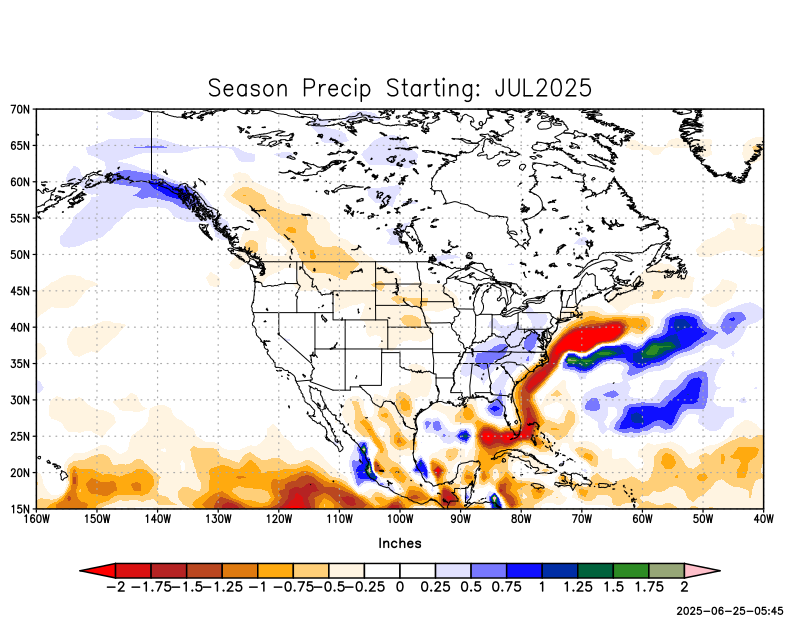 Season Precip Starting: JUL2025
70N
65N
60N
55N
50N
45N
40N
35N
30N
25N
20N
15N
160W 150W 140W 130W 120W 110W 100W 90W 80W 70W 60W 50W 40W
Inches
−2 −1.75 −1.5 −1.25 −1 −0.75 −0.5 −0.25 0 0.25 0.5 0.75 1 1.25 1.5 1.75 2
2025-06-25-05:45